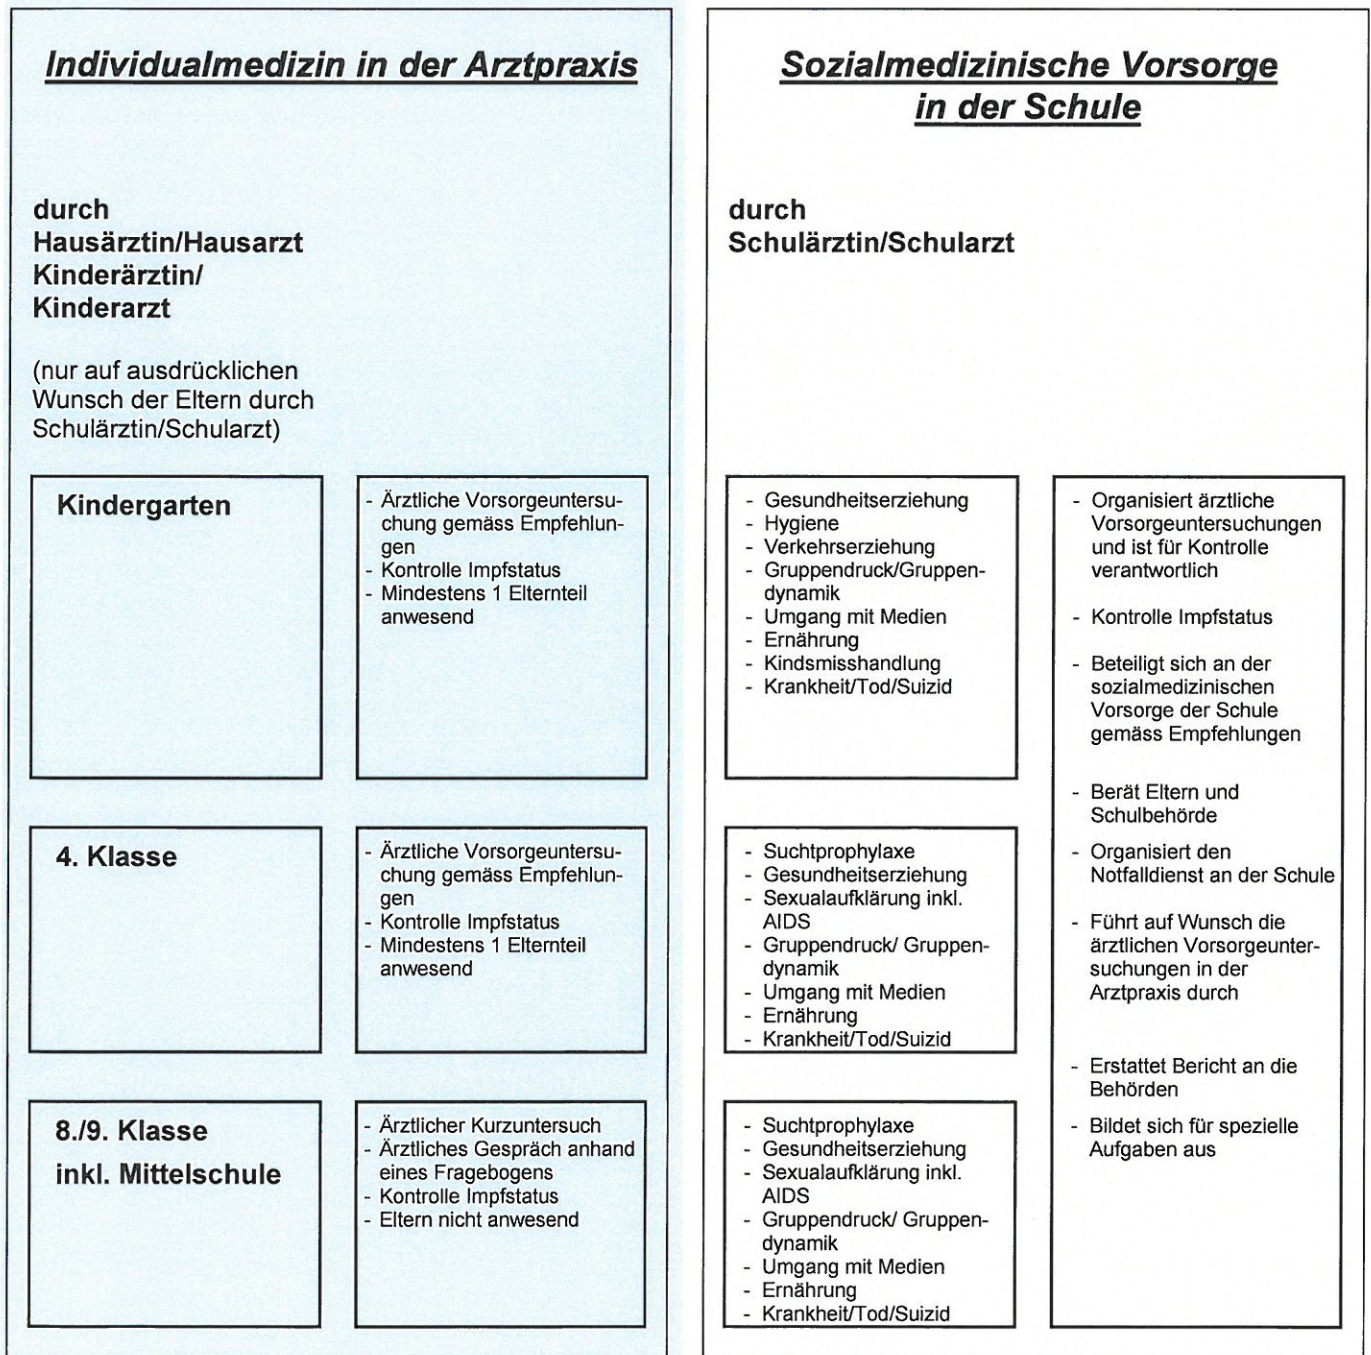 Individualmedizin in der Arztpraxis
durch
Hausärztin/Hausarzt
Kinderärztin/
Kinderarzt
(nur auf ausdrücklichen
Wunsch der Eltern durch
Schulärztin/Schularzt)
Kindergarten
- Ärztliche Vorsorgeuntersu-
chung gemäss Empfehlun-
gen
- Kontrolle Impfstatus
- Mindestens 1 Elternteil
anwesend
4. Klasse
- Ärztliche Vorsorgeuntersu-
chung gemäss Empfehlun-
gen
- Kontrolle Impfstatus
- Mindestens 1 Elternteil
anwesend
8./9. Klasse
inkl. Mittelschule
- Ärztlicher Kurzuntersuch
- Ärztliches Gespräch anhand
eines Fragebogens
- Kontrolle Impfstatus
- Eltern nicht anwesend
Sozialmedizinische Vorsorge
in der Schule
durch
Schulärztin/Schularzt
- Gesundheitserziehung
- Hygiene
- Verkehrserziehung
- Gruppendruck/Gruppen-
dynamik
- Umgang mit Medien
- Ernährung
- Kindsmisshandlung
- Krankheit/Tod/Suizid
- Suchtprophylaxe
- Gesundheitserziehung
- Sexualaufklärung inkl.
AIDS
- Gruppendruck/ Gruppen-
dynamik
- Umgang mit Medien
- Ernährung
- Krankheit/Tod/Suizid
- Suchtprophylaxe
- Gesundheitserziehung
- Sexualaufklärung inkl.
AIDS
- Gruppendruck/ Gruppen-
dynamik
- Umgang mit Medien
- Ernährung
- Krankheit/Tod/Suizid
- Organisiert ärztliche
Vorsorgeuntersuchungen
und ist für Kontrolle
verantwortlich
- Kontrolle Impfstatus
- Beteiligt sich an der
sozialmedizinischen
Vorsorge der Schule
gemäss Empfehlungen
- Berät Eltern und
Schulbehörde
- Organisiert den
Notfalldienst an der Schule
- Führt auf Wunsch die
ärztlichen Vorsorgeunter-
suchungen in der
Arztpraxis durch
- Erstattet Bericht an die
Behörden
- Bildet sich für spezielle
Aufgaben aus